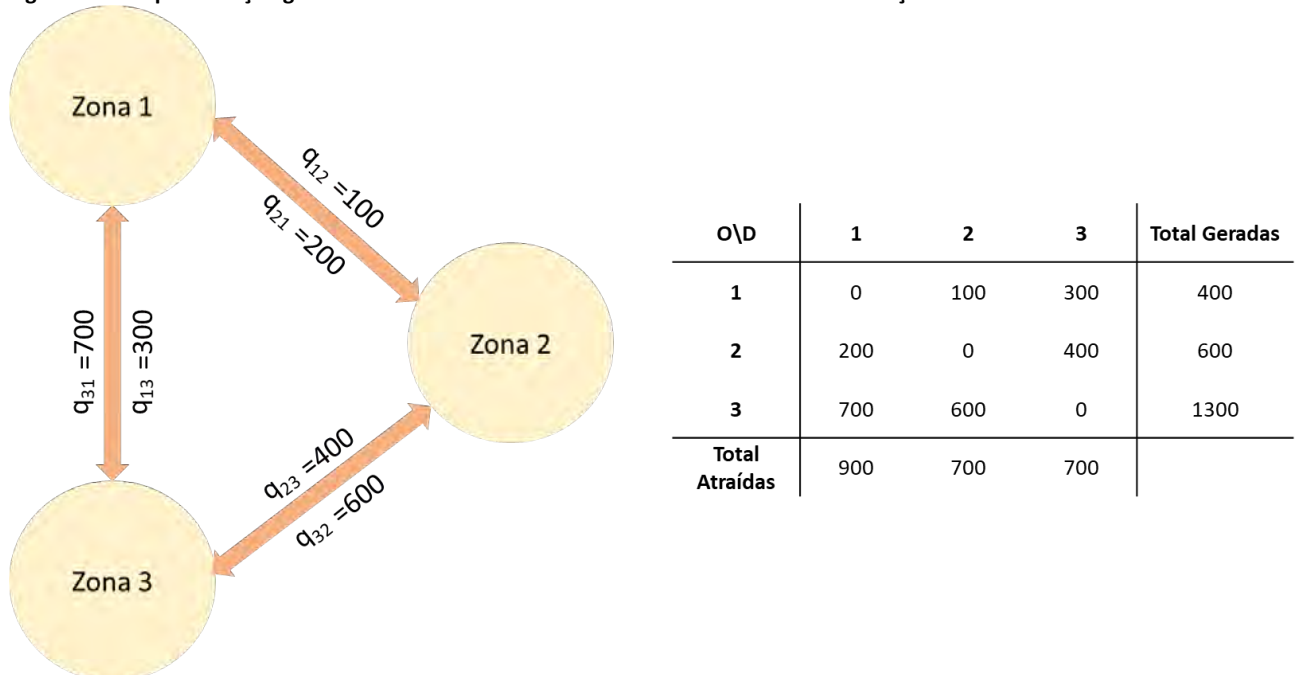 Zona 1
q12 =100
q21 =200
Zona 2
q31 =700
q13 =300
q23 =400
q32 =600
Zona 3
O\D 1 2 3 Total Geradas
1 0 100 300 400
2 200 0 400 600
3 700 600 0 1300
Total
Atraídas 900 700 700